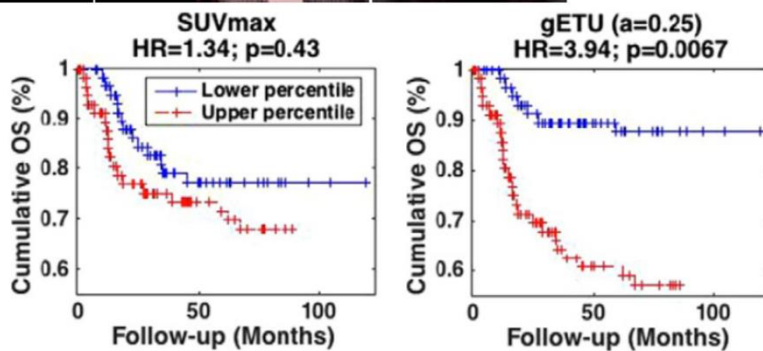 SUVmax
HR=1.34; p=0.43
Cumulative OS (%)
1
0.9
0.8
0.7
0.6
Lower percentile
Upper percentile
0 50 100
Follow-up (Months)
gETU (a=0.25)
HR=3.94; p=0.0067
Cumulative OS (%)
1
0.9
0.8
0.7
0.6
0 50 100
Follow-up (Months)